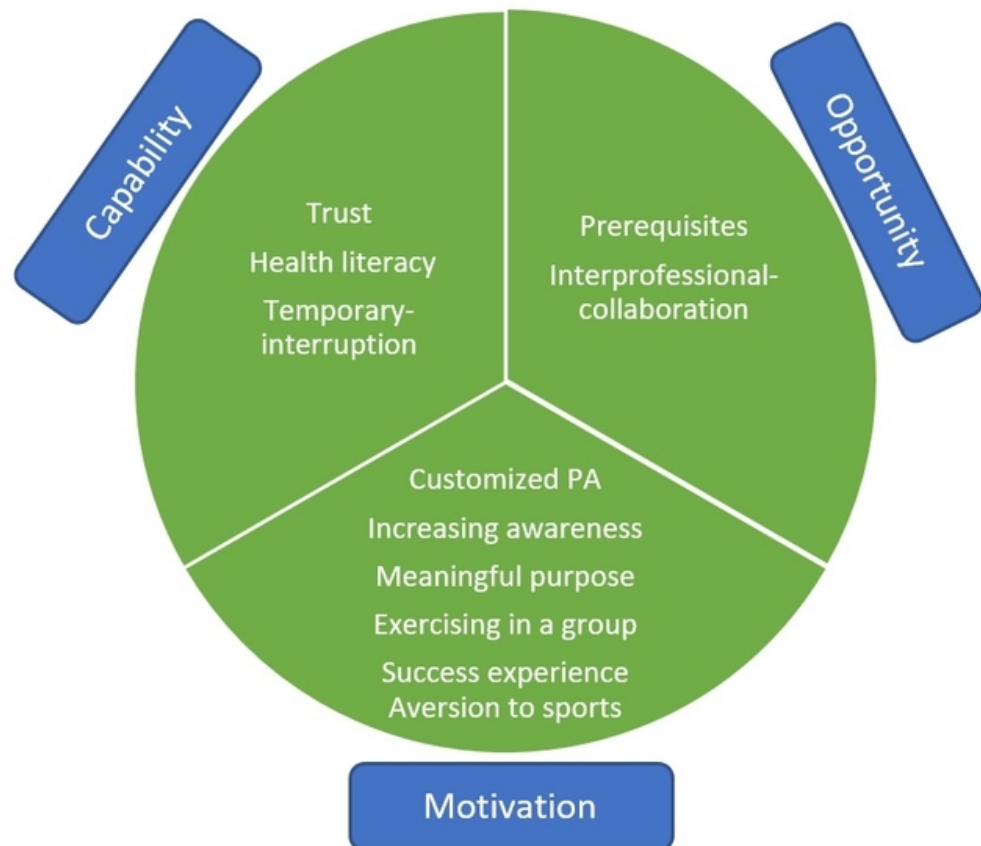 Capability
Opportunity
Trust
Health literacy
Temporary-
interruption
Prerequisites
Interprofessional-
collaboration
Customized PA
Increasing awareness
Meaningful purpose
Exercising in a group
Success experience
Aversion to sports
Motivation